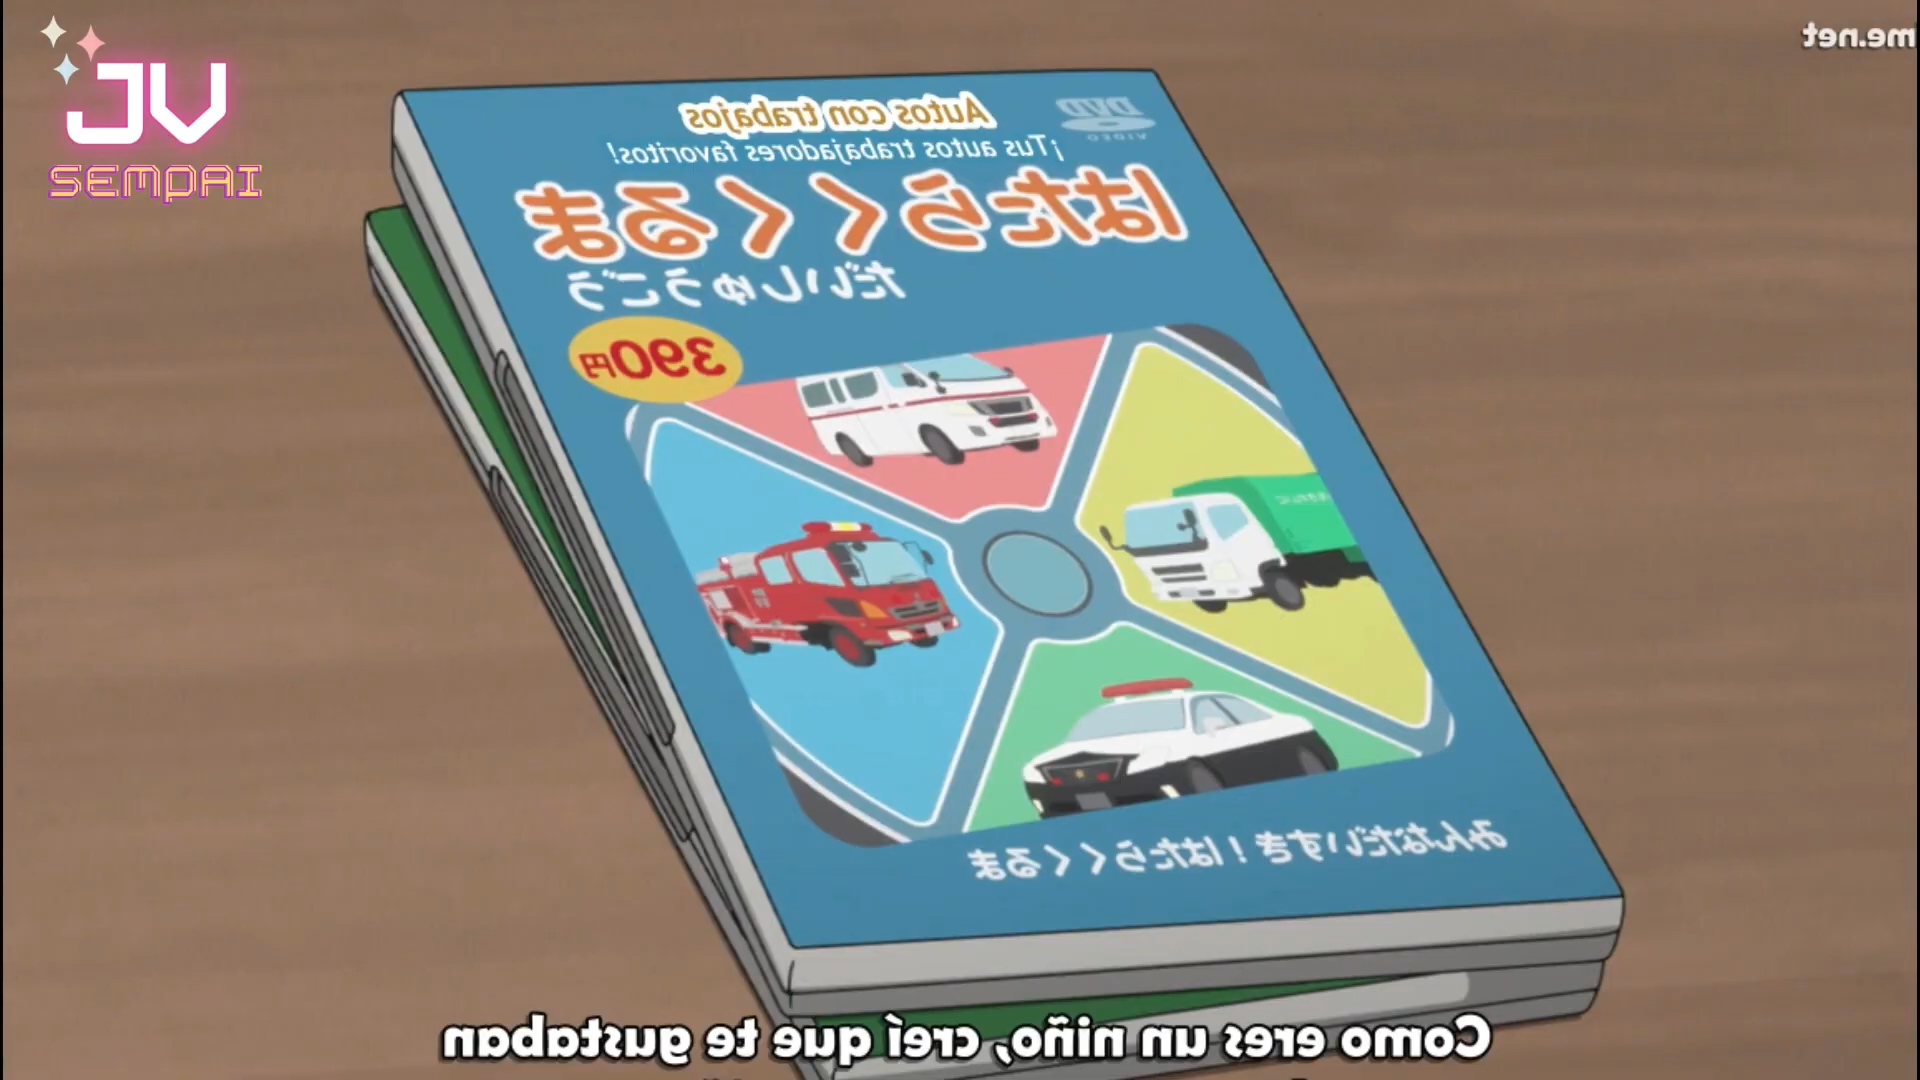 JV
SEMPAI
me.net
Autos con trabajos
DVD
VIDEO
¡Tus autos trabajadores favoritos!
はたらくくるま
だいしゅうごう
390円
みんなだいすき！はたらくくるま
Como eres un niño, creí que te gustaban